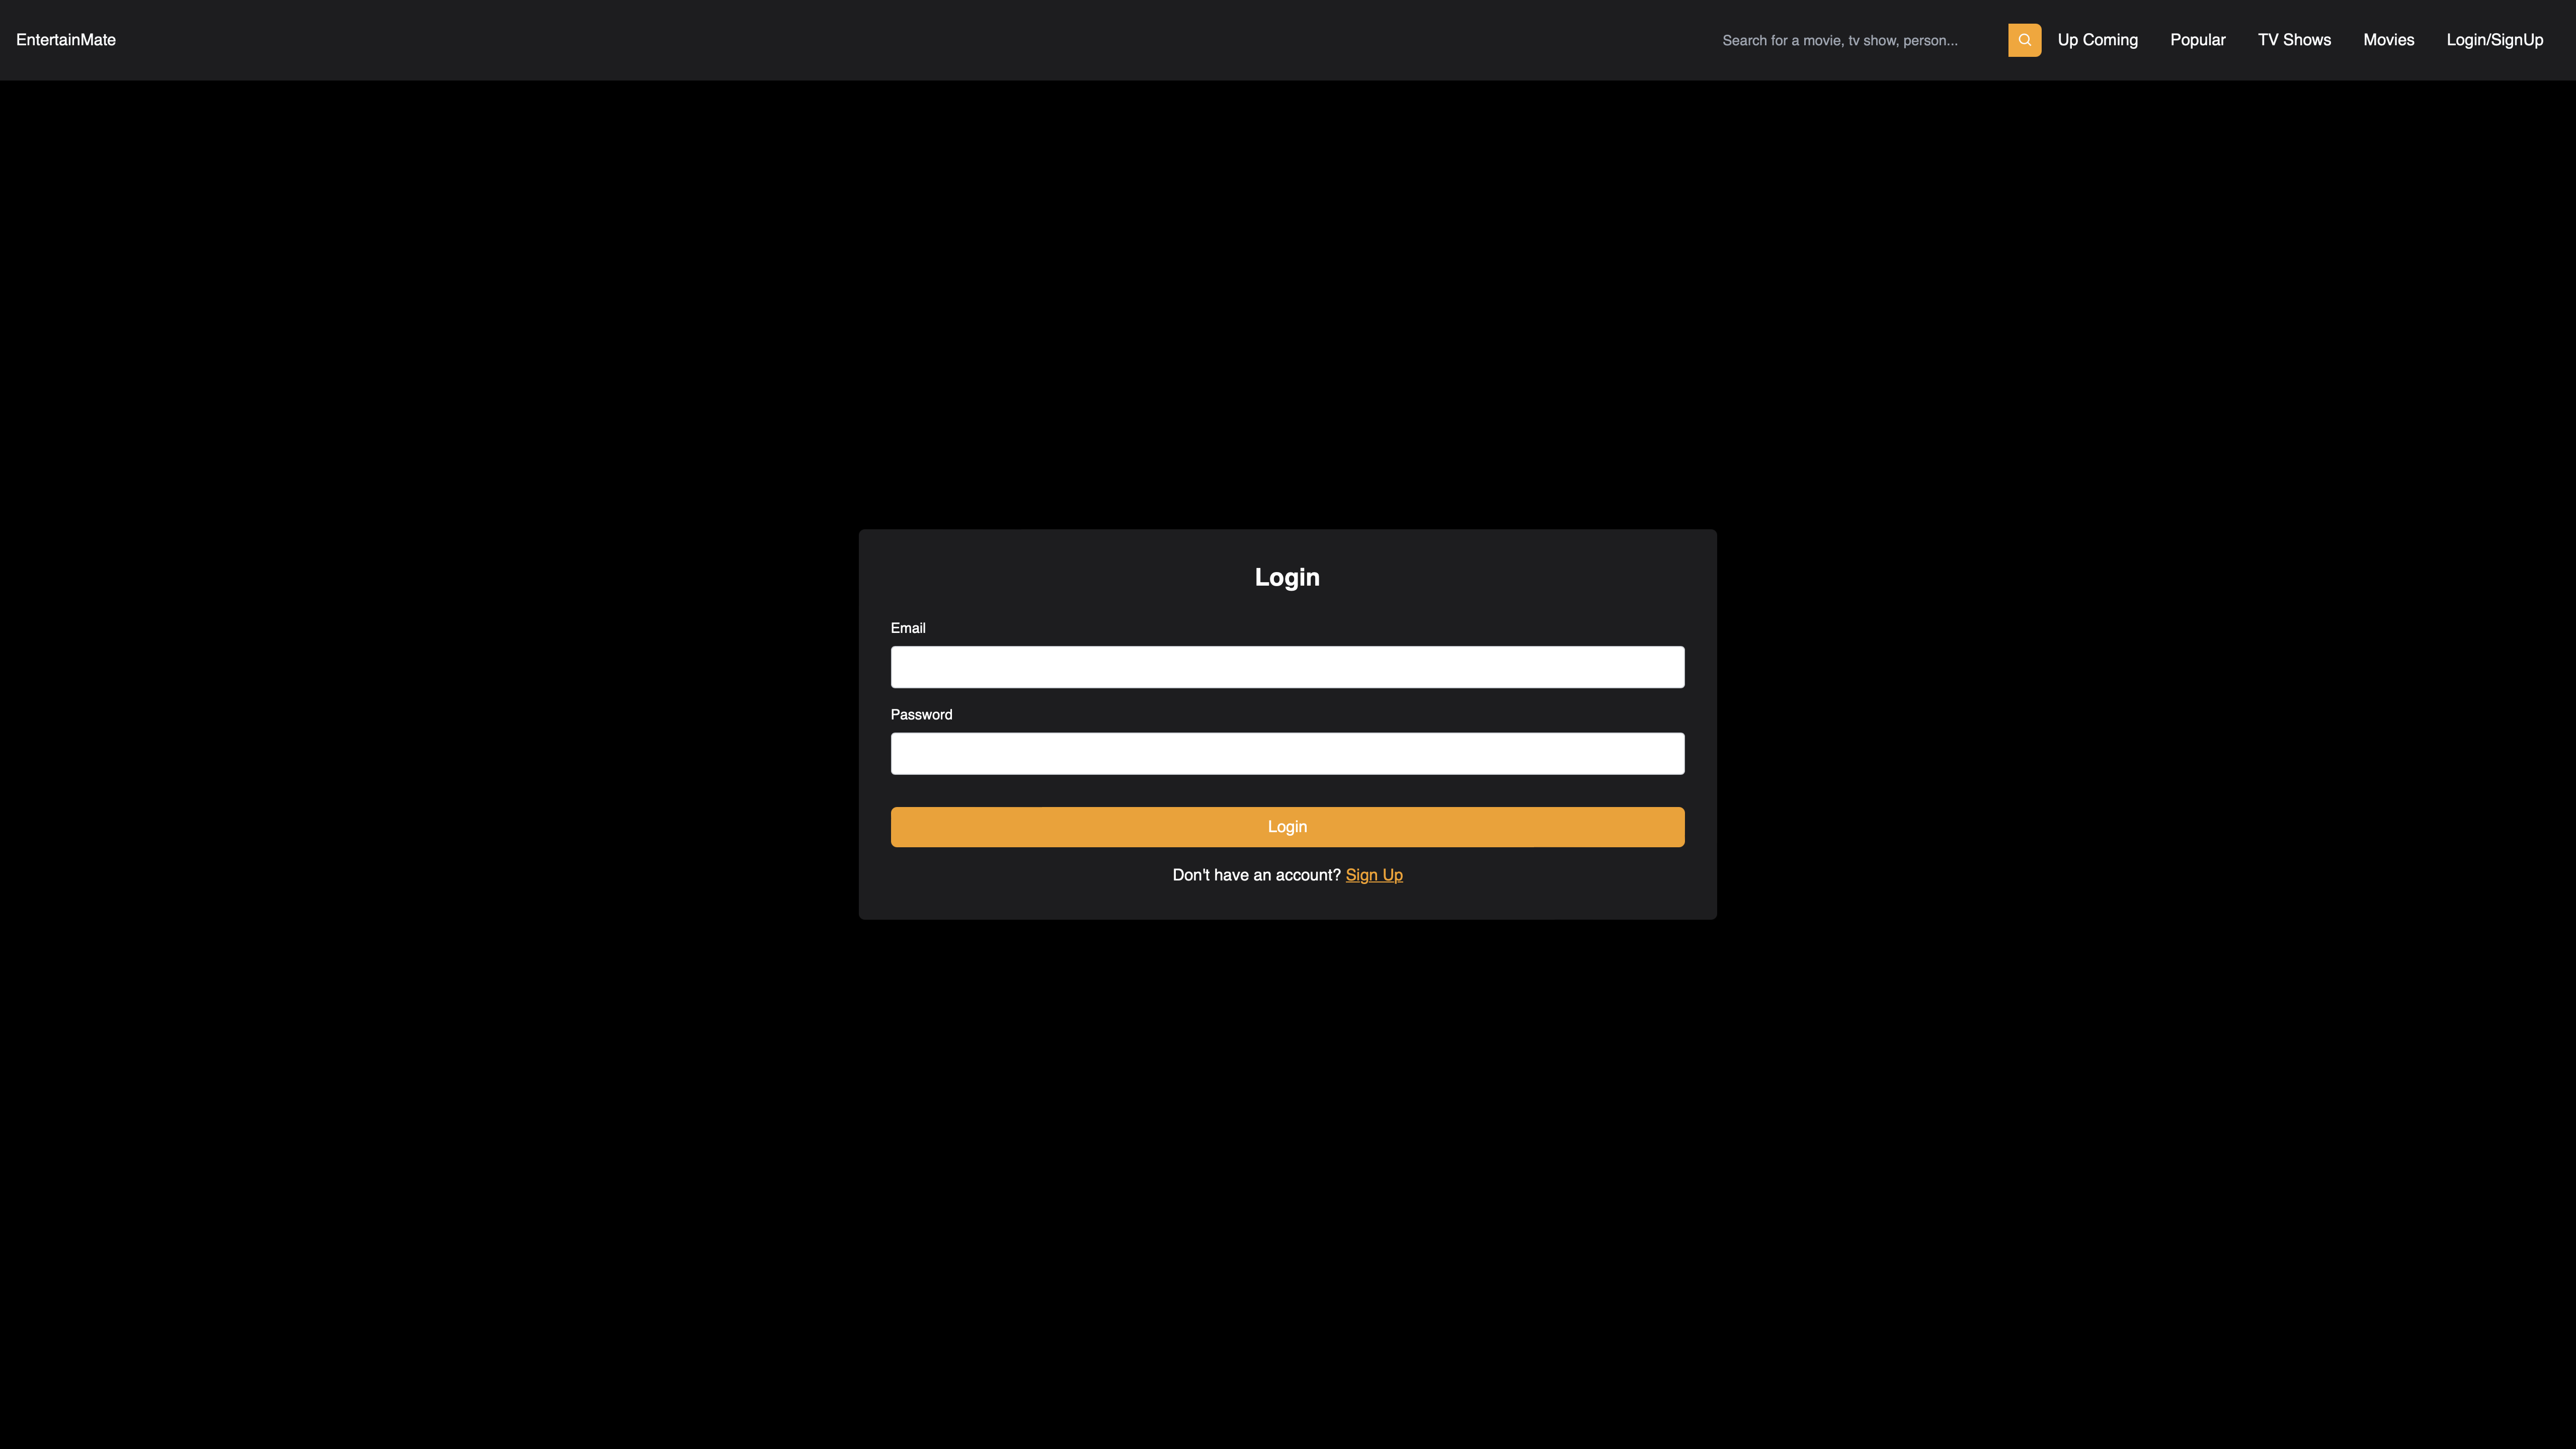 EntertainMate
Search for a movie, tv show, person...
Up Coming
Popular
TV Shows
Movies
Login/SignUp
Login
Email
Password
Login
Don't have an account? Sign Up